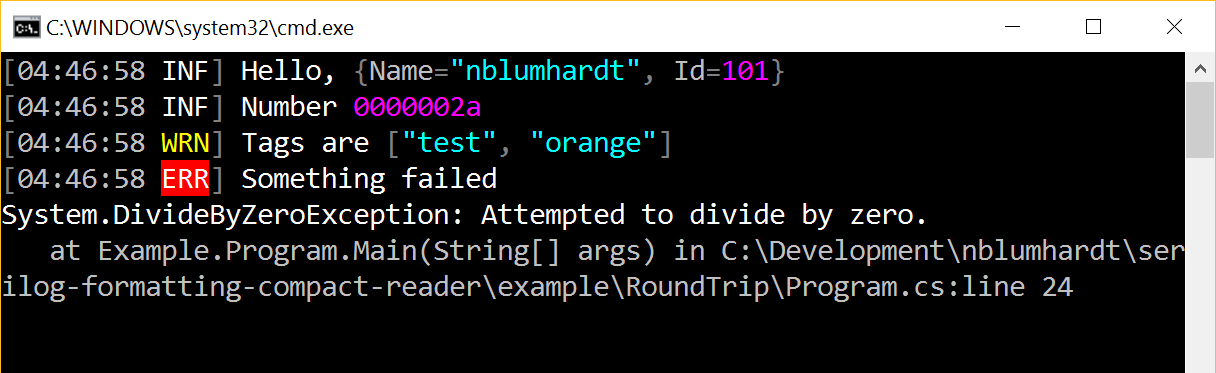 C:\WINDOWS\system32\cmd.exe
[04:46:58 INF] Hello, {Name="nblumhardt", Id=101}
[04:46:58 INF] Number 0000002a
[04:46:58 WRN] Tags are ["test", "orange"]
[04:46:58 ERR] Something failed
System.DivideByZeroException: Attempted to divide by zero.
   at Example.Program.Main(String[] args) in C:\Development\nblumhardt\ser
ilog-formatting-compact-reader\example\RoundTrip\Program.cs:line 24